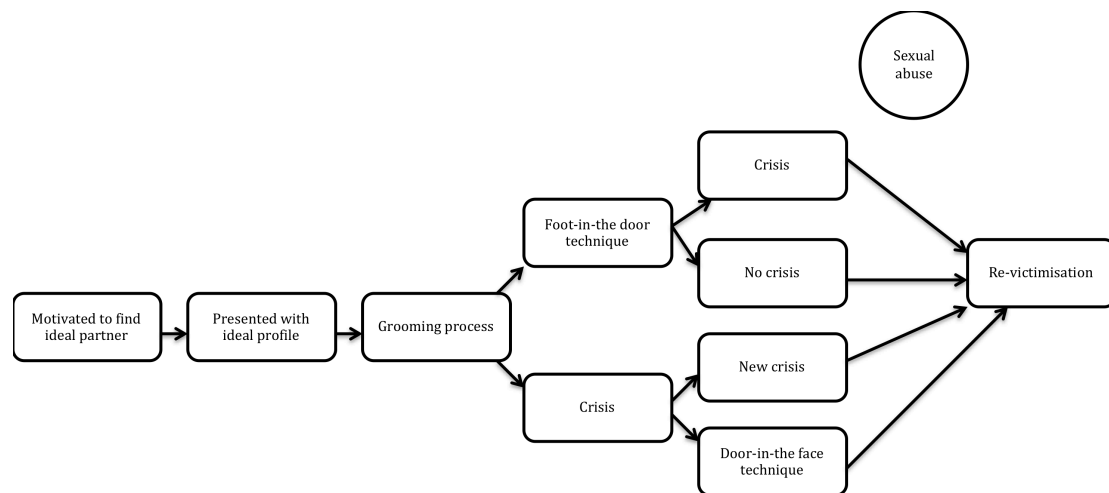 Sexual
abuse
Crisis
Foot-in-the door
technique
No crisis
Re-victimisation
Motivated to find
ideal partner
Presented with
ideal profile
Grooming process
New crisis
Crisis
Door-in-the face
technique